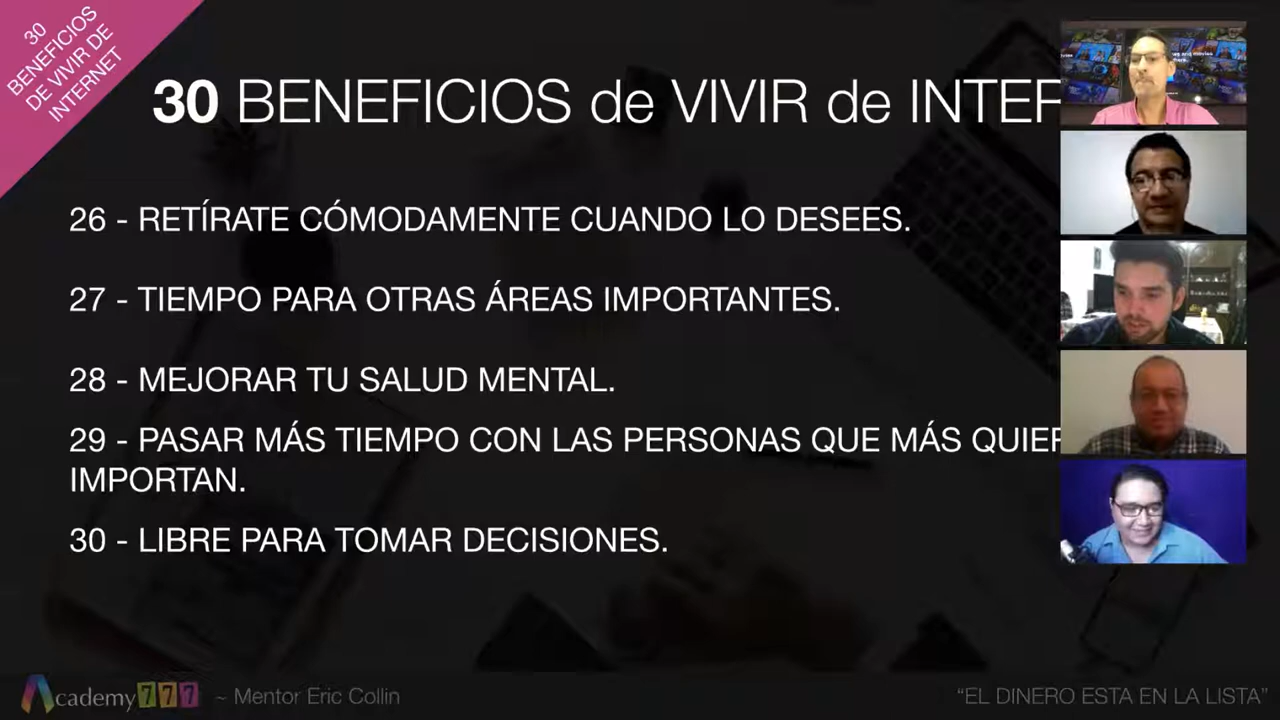 30
BENEFICIOS
DE VIVIR DE
INTERNET
30 BENEFICIOS de VIVIR de INTER
26 - RETÍRATE CÓMODAMENTE CUANDO LO DESEES.
27 - TIEMPO PARA OTRAS ÁREAS IMPORTANTES.
28 - MEJORAR TU SALUD MENTAL.
29 - PASAR MÁS TIEMPO CON LAS PERSONAS QUE MÁS QUIER
IMPORTAN.
30 - LIBRE PARA TOMAR DECISIONES.
Academy777 ~ Mentor Eric Collin
“EL DINERO ESTA EN LA LISTA”